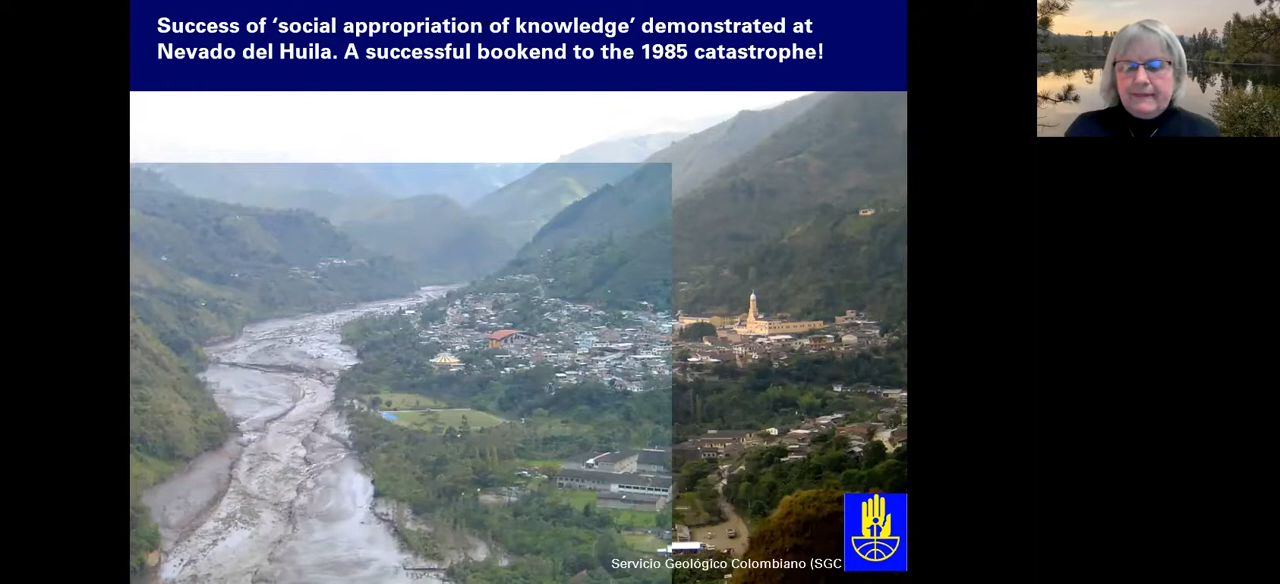 Success of ‘social appropriation of knowledge’ demonstrated at
Nevado del Huila. A successful bookend to the 1985 catastrophe!
Servicio Geológico Colombiano (SGC